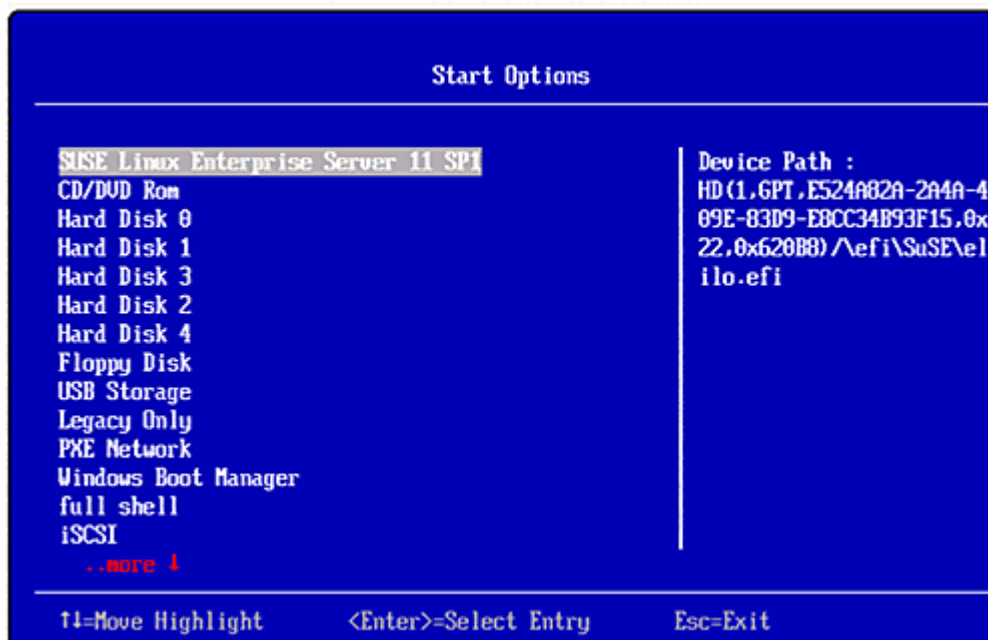 Start Options
SUSE Linux Enterprise Server 11 SP1
CD/DVD Rom
Hard Disk 0
Hard Disk 1
Hard Disk 3
Hard Disk 2
Hard Disk 4
Floppy Disk
USB Storage
Legacy Only
PXE Network
Windows Boot Manager
full shell
iSCSI
..more ↓
Device Path :
HD(1,GPT,E524A82A-2A4A-4
09E-83D9-E8CC34B93F15,0x
22,0x620B8)/\efi\SuSE\el
ilo.efi
↑↓=Move Highlight
<Enter>=Select Entry
Esc=Exit